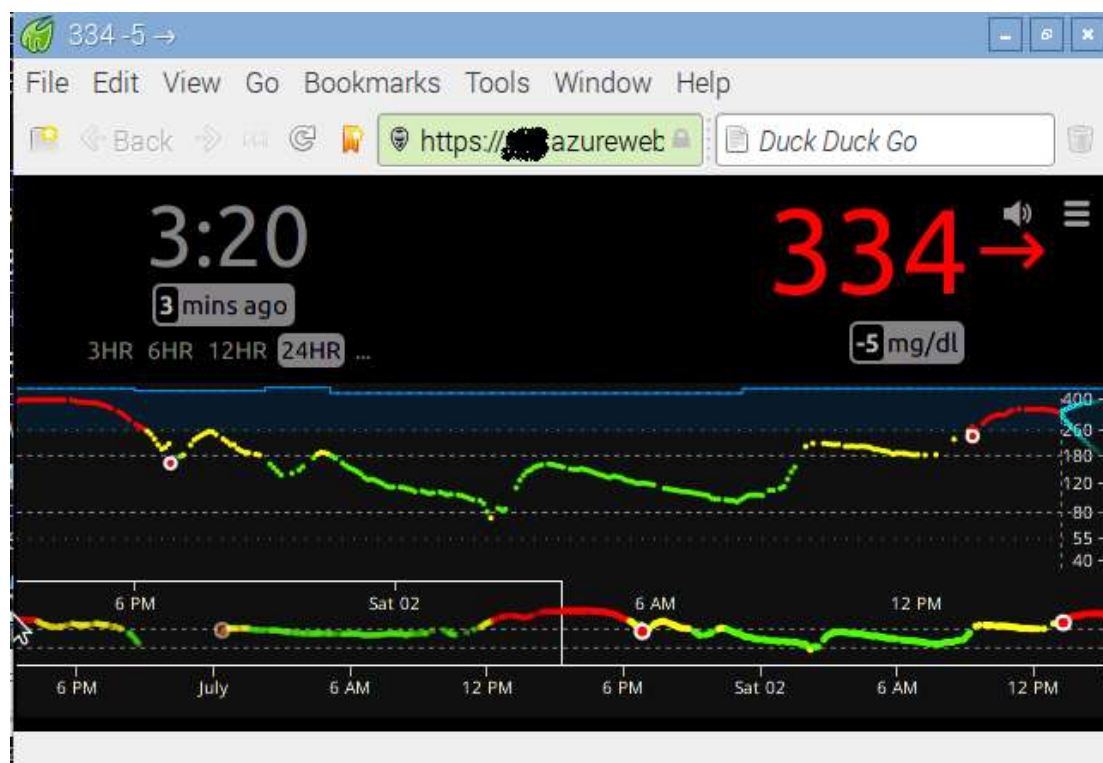 334 -5 →
File Edit View Go Bookmarks Tools Window Help
Back https:// azureweb Duck Duck Go
3:20
334→
3 mins ago
-5 mg/dl
3HR 6HR 12HR 24HR ...
400
260
180
120
80
55
40
6 PM Sat 02 6 AM 12 PM
6 PM July 6 AM 12 PM 6 PM Sat 02 6 AM 12 PM